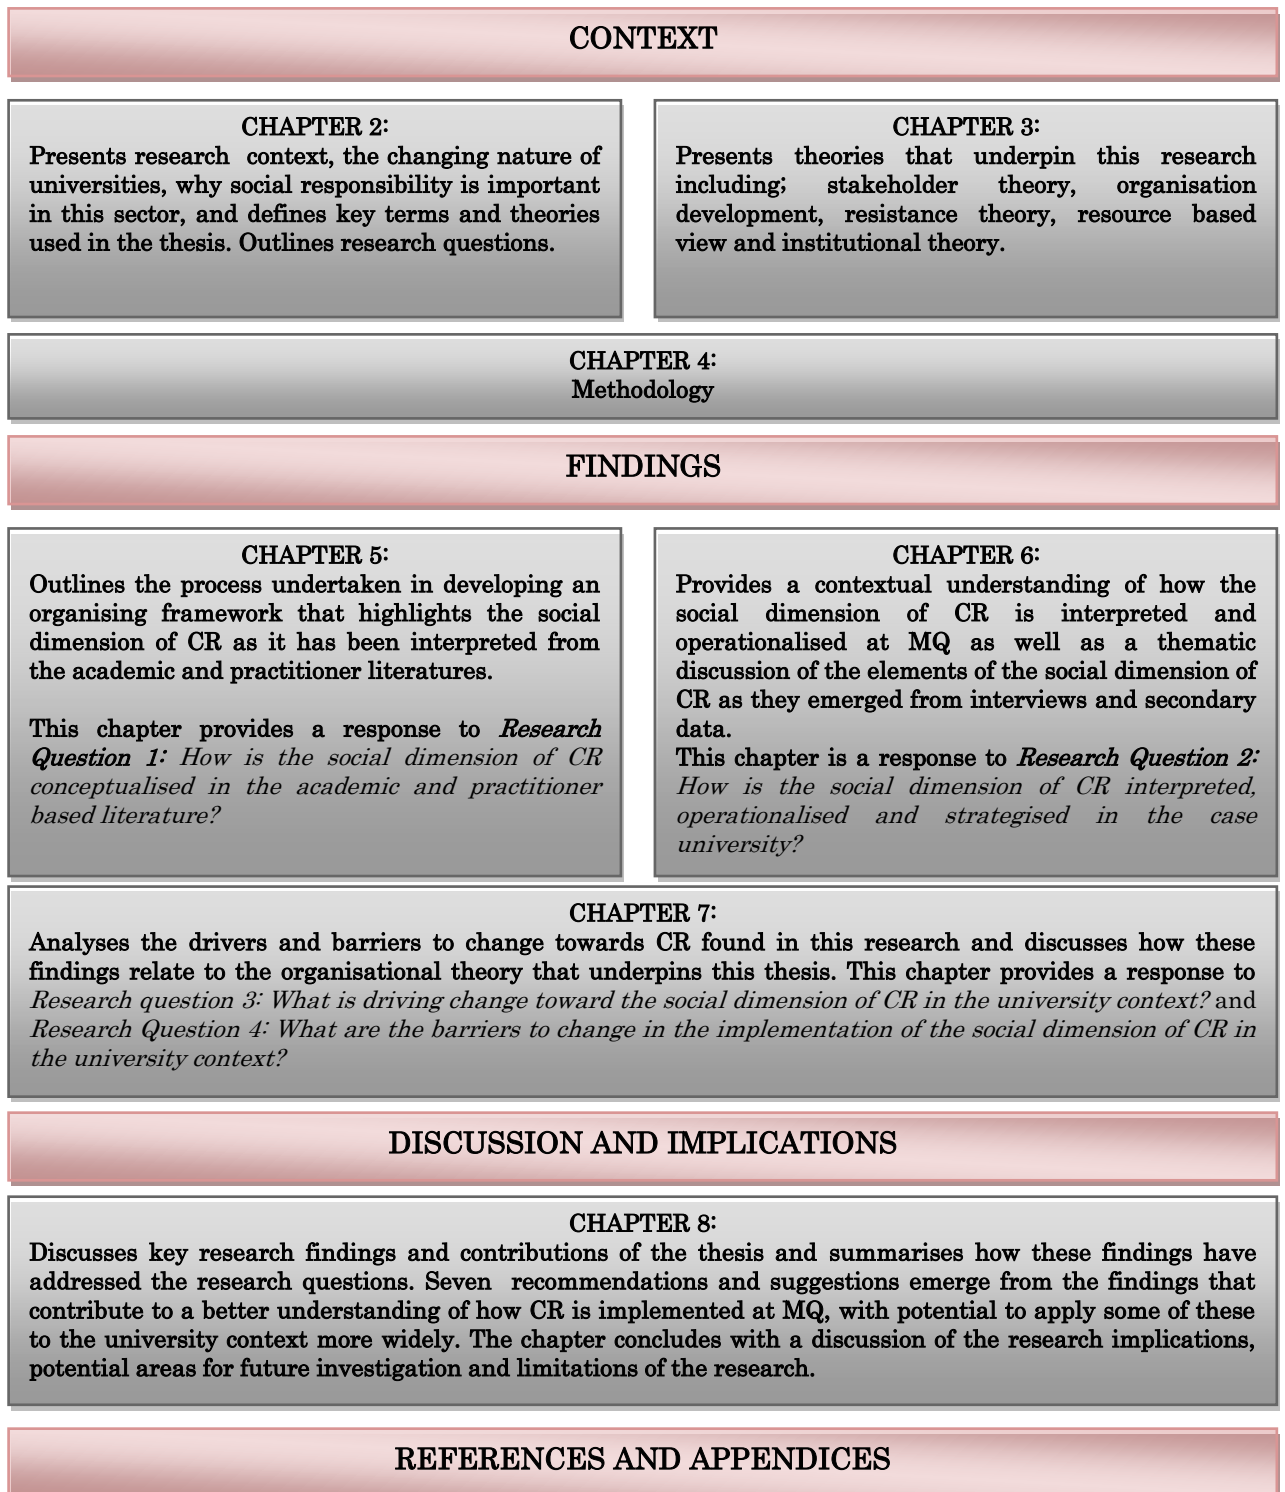 CONTEXT
CHAPTER 2:
Presents research context, the changing nature of
universities, why social responsibility is important
in this sector, and defines key terms and theories
used in the thesis. Outlines research questions.
CHAPTER 3:
Presents theories that underpin this research
including; stakeholder theory, organisation
development, resistance theory, resource based
view and institutional theory.
CHAPTER 4:
Methodology
FINDINGS
CHAPTER 5:
Outlines the process undertaken in developing an
organising framework that highlights the social
dimension of CR as it has been interpreted from
the academic and practitioner literatures.
This chapter provides a response to Research
Question 1: How is the social dimension of CR
conceptualised in the academic and practitioner
based literature?
CHAPTER 6:
Provides a contextual understanding of how the
social dimension of CR is interpreted and
operationalised at MQ as well as a thematic
discussion of the elements of the social dimension of
CR as they emerged from interviews and secondary
data.
This chapter is a response to Research Question 2:
How is the social dimension of CR interpreted,
operationalised and strategised in the case
university?
CHAPTER 7:
Analyses the drivers and barriers to change towards CR found in this research and discusses how these
findings relate to the organisational theory that underpins this thesis. This chapter provides a response to
Research question 3: What is driving change toward the social dimension of CR in the university context? and
Research Question 4: What are the barriers to change in the implementation of the social dimension of CR in
the university context?
DISCUSSION AND IMPLICATIONS
CHAPTER 8:
Discusses key research findings and contributions of the thesis and summarises how these findings have
addressed the research questions. Seven recommendations and suggestions emerge from the findings that
contribute to a better understanding of how CR is implemented at MQ, with potential to apply some of these
to the university context more widely. The chapter concludes with a discussion of the research implications,
potential areas for future investigation and limitations of the research.
REFERENCES AND APPENDICES